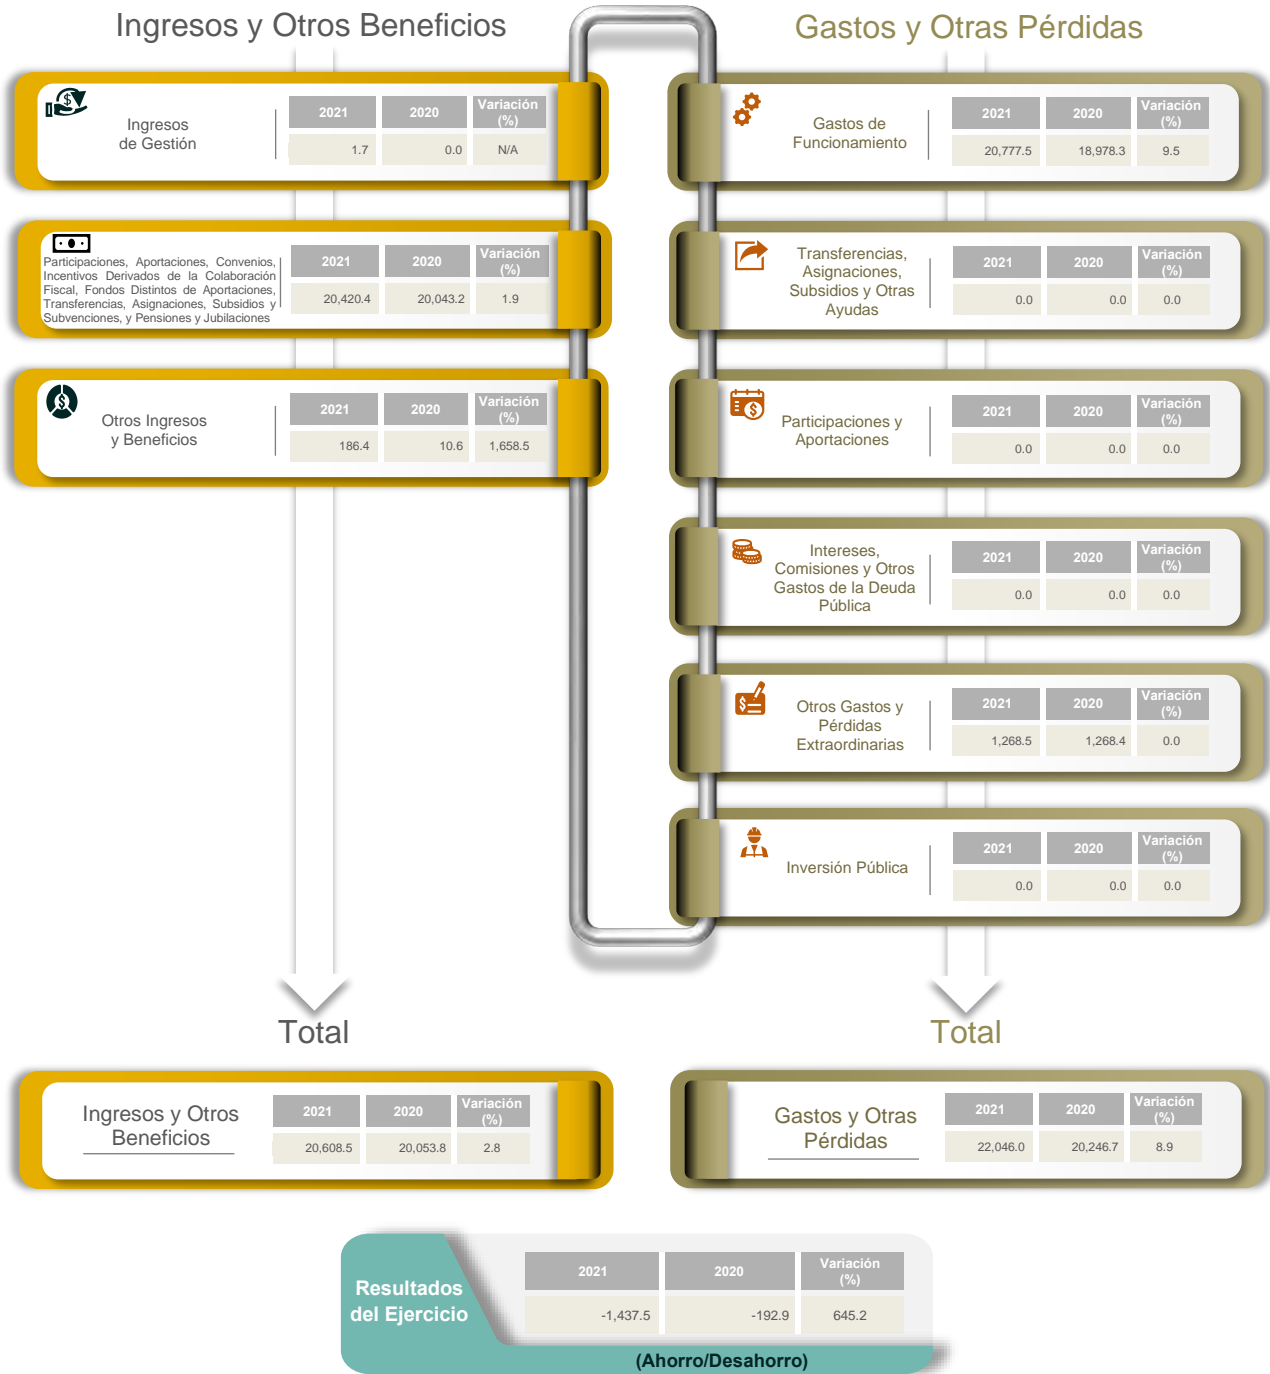 Ingresos y Otros Beneficios
Ingresos
de Gestión
2021 2020 Variación
(%)
1.7 0.0 N/A
Participaciones, Aportaciones, Convenios,
Incentivos Derivados de la Colaboración
Fiscal, Fondos Distintos de Aportaciones,
Transferencias, Asignaciones, Subsidios y
Subvenciones, y Pensiones y Jubilaciones
2021 2020 Variación
(%)
20,420.4 20,043.2 1.9
Otros Ingresos
y Beneficios
2021 2020 Variación
(%)
186.4 10.6 1,658.5
Total
Ingresos y Otros
Beneficios
2021 2020 Variación
(%)
20,608.5 20,053.8 2.8
Gastos y Otras Pérdidas
Gastos de
Funcionamiento
2021 2020 Variación
(%)
20,777.5 18,978.3 9.5
Transferencias,
Asignaciones,
Subsidios y Otras
Ayudas
2021 2020 Variación
(%)
0.0 0.0 0.0
Participaciones y
Aportaciones
2021 2020 Variación
(%)
0.0 0.0 0.0
Intereses,
Comisiones y Otros
Gastos de la Deuda
Pública
2021 2020 Variación
(%)
0.0 0.0 0.0
Otros Gastos y
Pérdidas
Extraordinarias
2021 2020 Variación
(%)
1,268.5 1,268.4 0.0
Inversión Pública
2021 2020 Variación
(%)
0.0 0.0 0.0
Total
Gastos y Otras
Pérdidas
2021 2020 Variación
(%)
22,046.0 20,246.7 8.9
Resultados
del Ejercicio
2021 2020 Variación
(%)
-1,437.5 -192.9 645.2
(Ahorro/Desahorro)